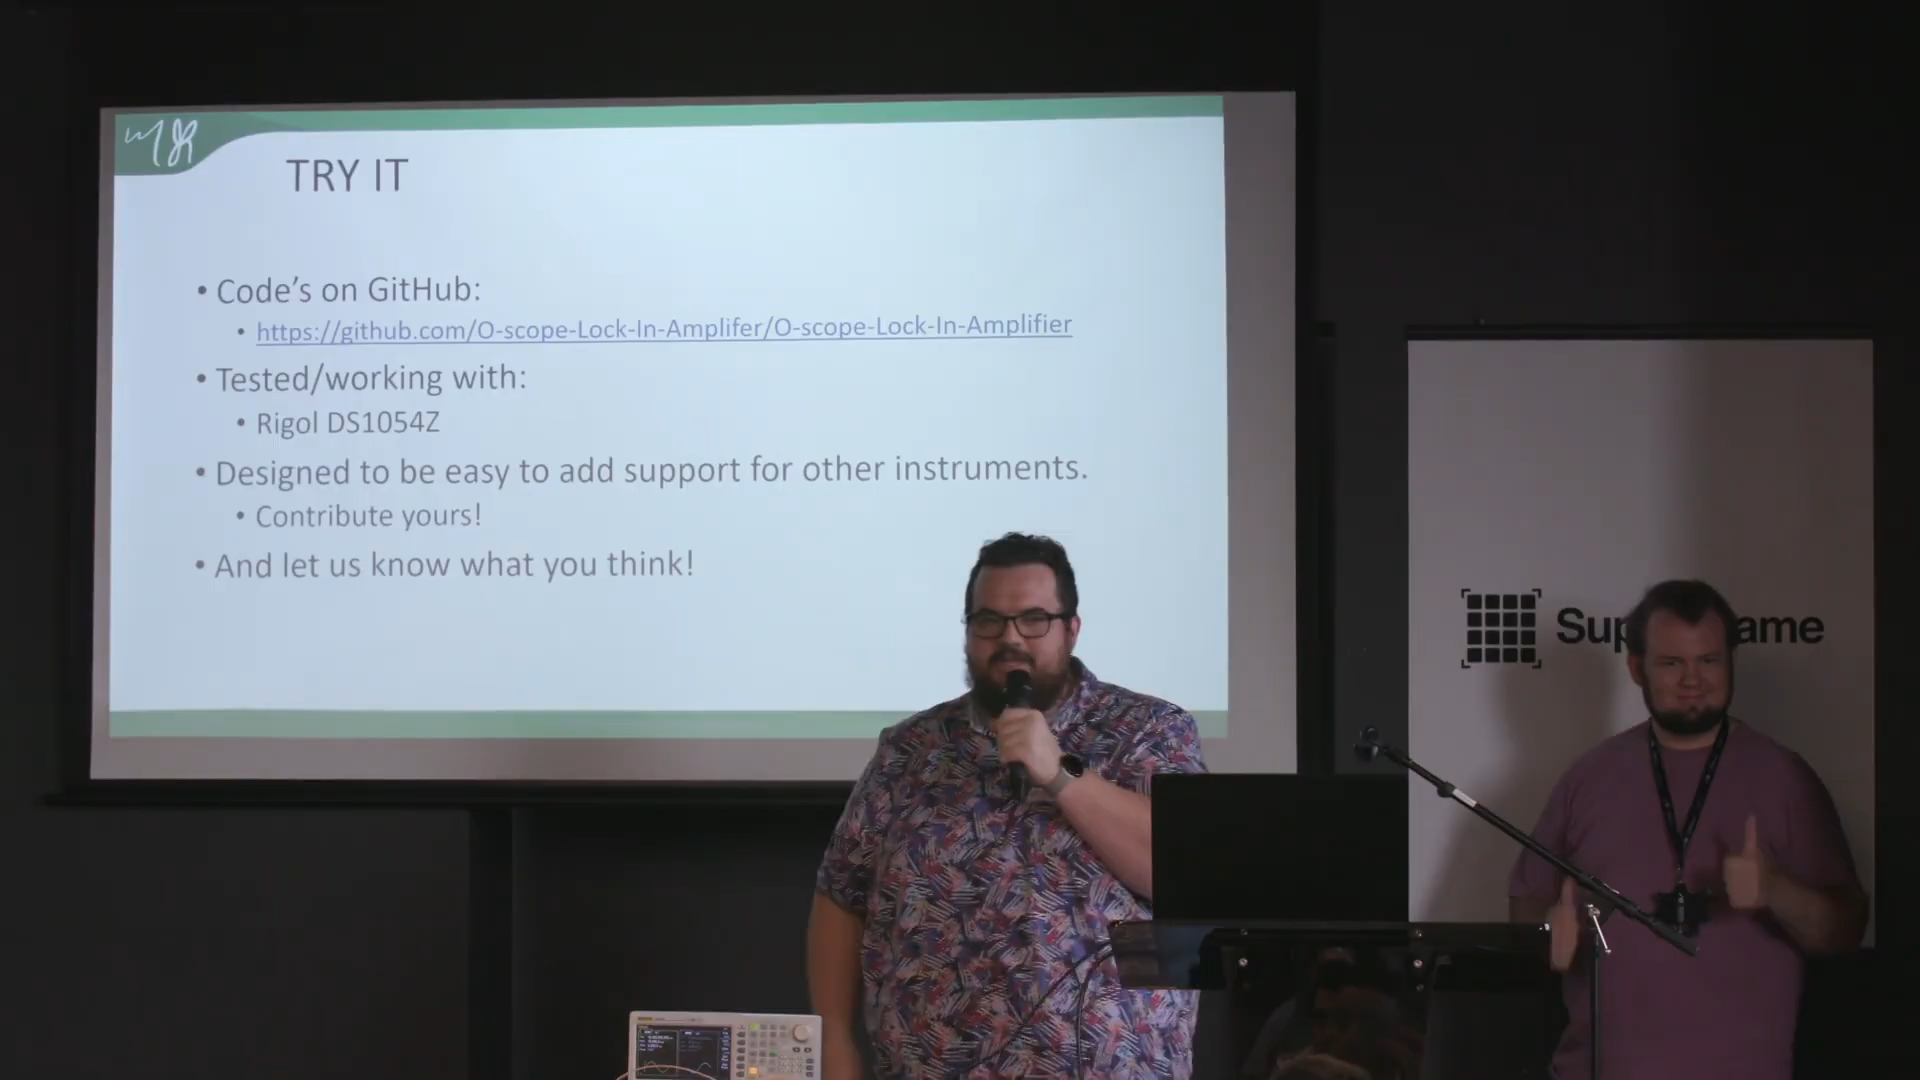 TRY IT
• Code's on GitHub:
• https://github.com/O-scope-Lock-In-Amplifer/O-scope-Lock-In-Amplifier
• Tested/working with:
• Rigol DS1054Z
• Designed to be easy to add support for other instruments.
• Contribute yours!
• And let us know what you think!